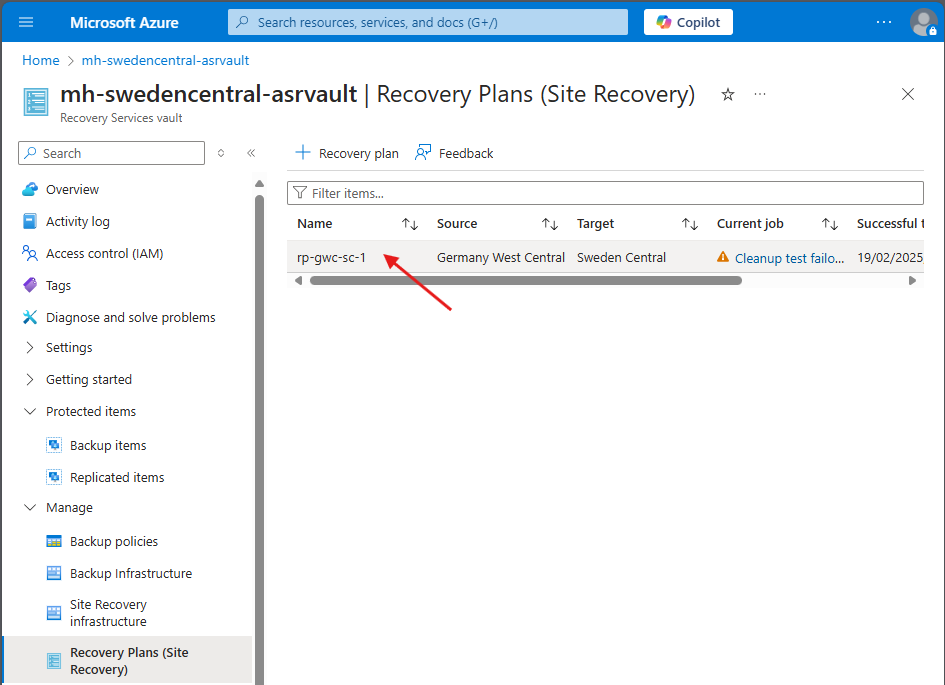 Microsoft Azure
Search resources, services, and docs (G+/)
Copilot
...
Home > mh-swedencentral-asrvault
mh-swedencentral-asrvault | Recovery Plans (Site Recovery)
...
Recovery Services vault
Search
Recovery plan
Feedback
Overview
Activity log
Access control (IAM)
Tags
Diagnose and solve problems
Settings
Getting started
Protected items
Backup items
Replicated items
Manage
Backup policies
Backup Infrastructure
Site Recovery
infrastructure
Recovery Plans (Site
Recovery)
Filter items...
Name Source Target Current job Successful t
rp-gwc-sc-1 Germany West Central Sweden Central Cleanup test failo... 19/02/2025